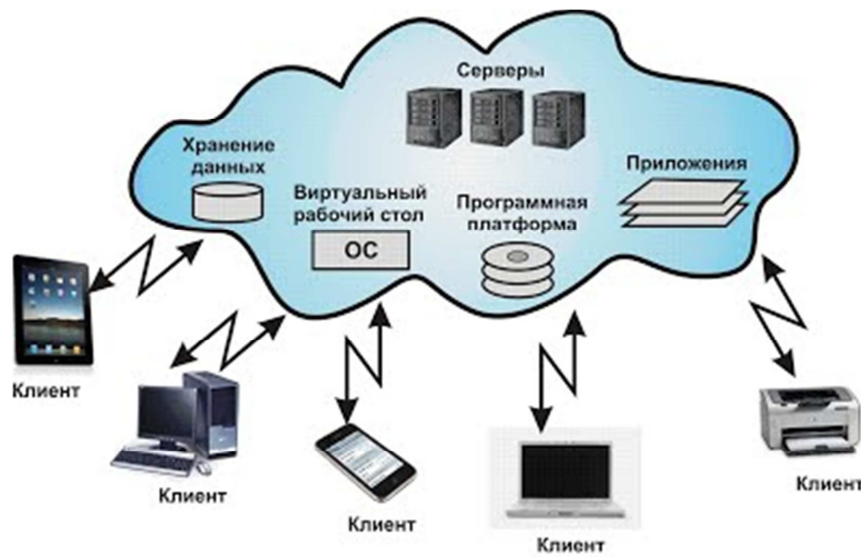 Серверы
Хранение
данных
Виртуальный
рабочий стол
ОС
Программная
платформа
Приложения
Клиент
Клиент
Клиент
Клиент
Клиент